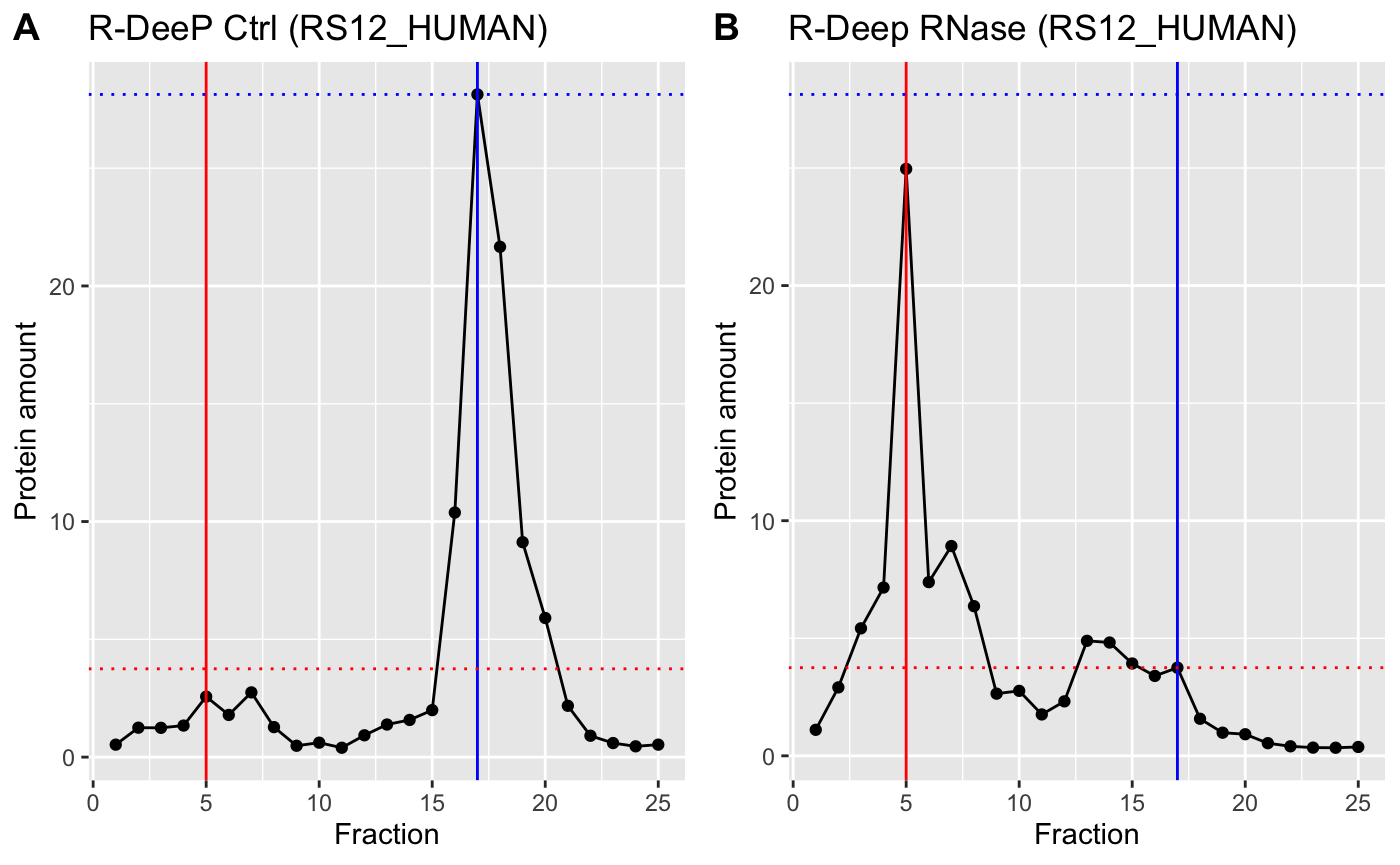 A R-DeeP Ctrl (RS12_HUMAN)
Protein amount
20
10
0
0 5 10 15 20 25
Fraction
B R-Deep RNase (RS12_HUMAN)
Protein amount
20
10
0
0 5 10 15 20 25
Fraction